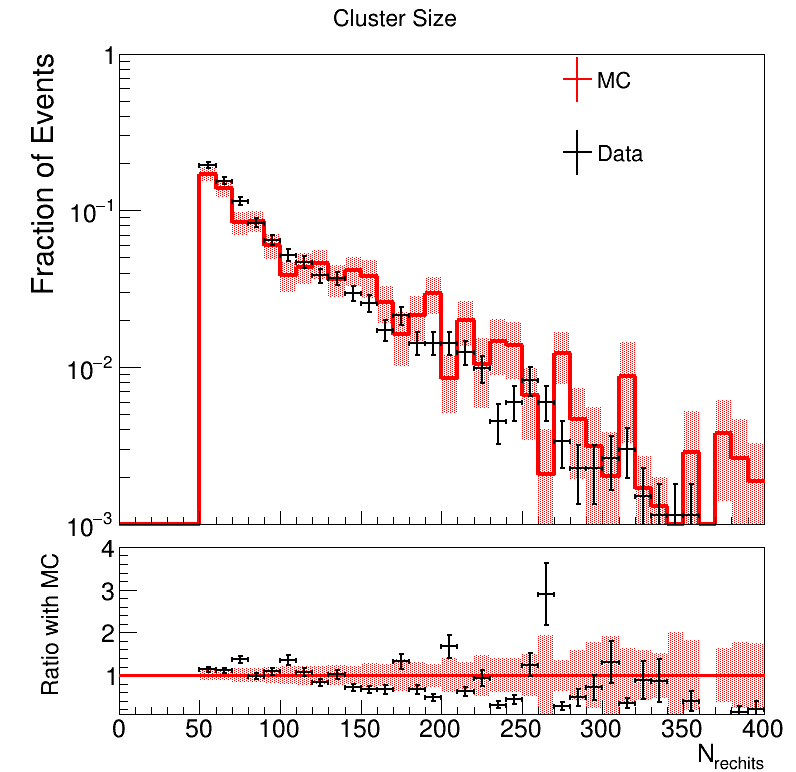 Cluster Size
Fraction of Events
1
10⁻¹
10⁻²
10⁻³
MC
Data
Ratio with MC
4
3
2
1
0 50 100 150 200 250 300 350 400
N_rechits